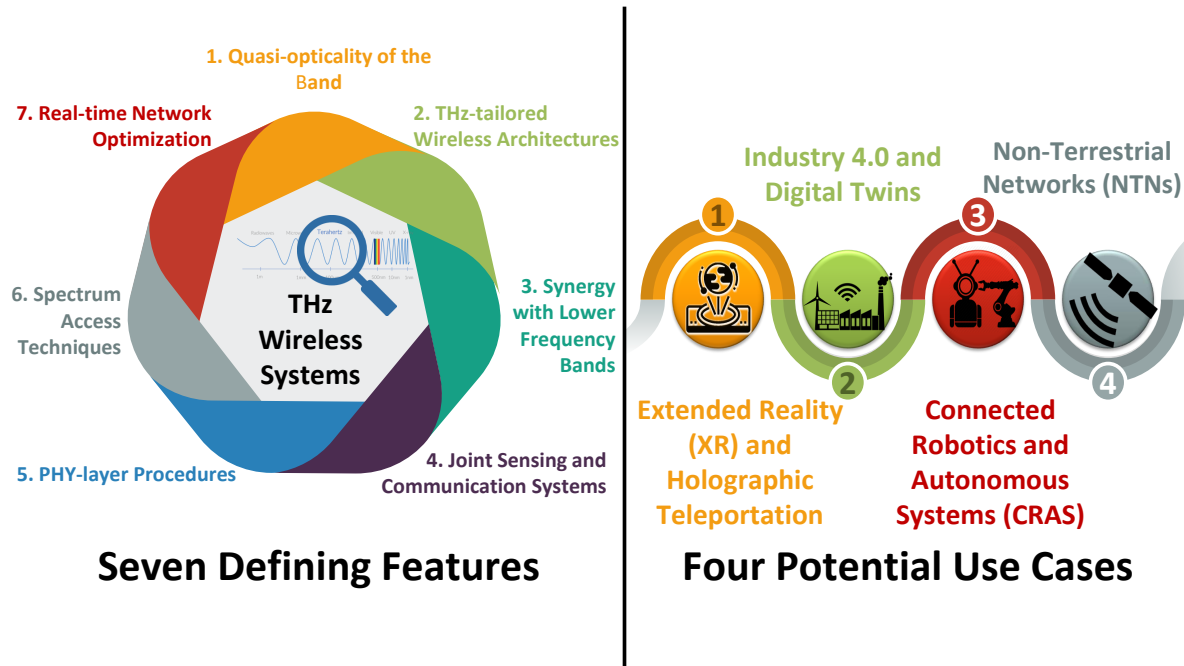 1. Quasi-opticality of the
Band
7. Real-time Network
Optimization
2. THz-tailored
Wireless Architectures
6. Spectrum
Access
Techniques
Terahertz
THz
Wireless
Systems
3. Synergy
with Lower
Frequency
Bands
5. PHY-layer Procedures
4. Joint Sensing and
Communication Systems
Seven Defining Features
Industry 4.0 and
Digital Twins
Non-Terrestrial
Networks (NTNs)
1
3
2
4
Extended Reality
(XR) and
Holographic
Teleportation
Connected
Robotics and
Autonomous
Systems (CRAS)
Four Potential Use Cases